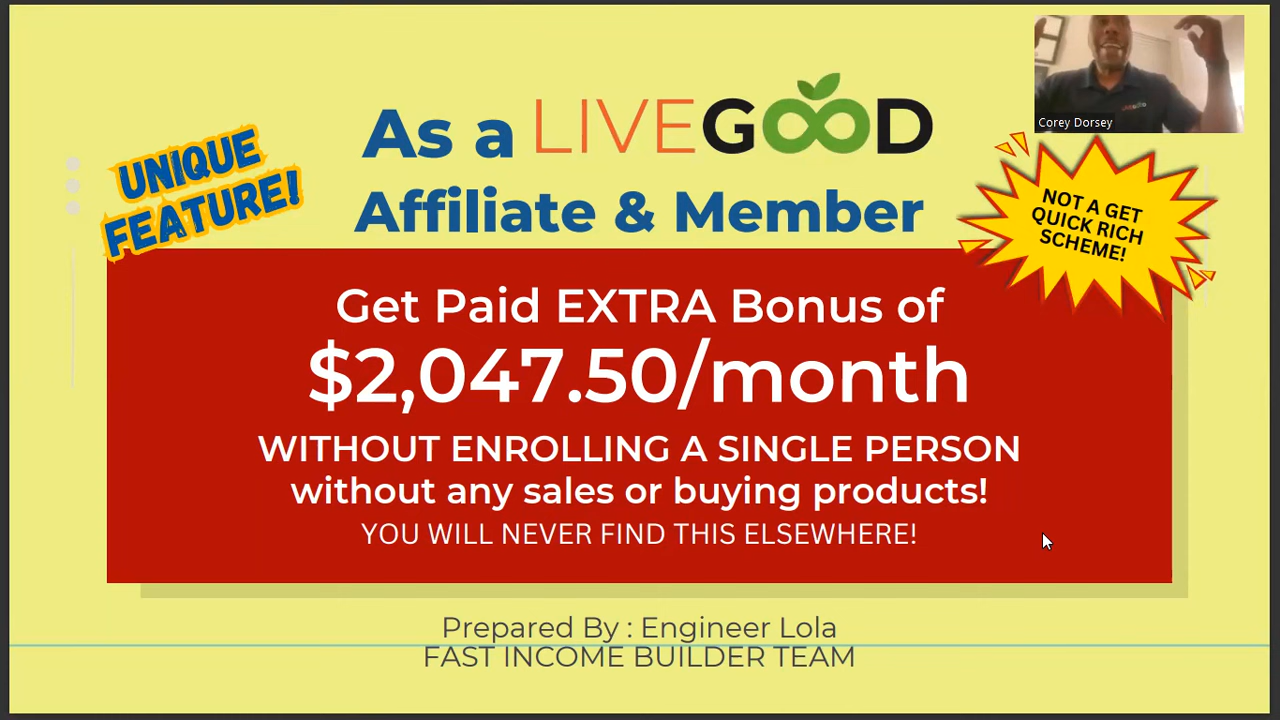 As a LIVEGOOD
Affiliate & Member
UNIQUE
FEATURE!
Corey Dorsey
LIVEGOOD
NOT A GET
QUICK RICH
SCHEME!
Get Paid EXTRA Bonus of
$2,047.50/month
WITHOUT ENROLLING A SINGLE PERSON
without any sales or buying products!
YOU WILL NEVER FIND THIS ELSEWHERE!
Prepared By : Engineer Lola
FAST INCOME BUILDER TEAM